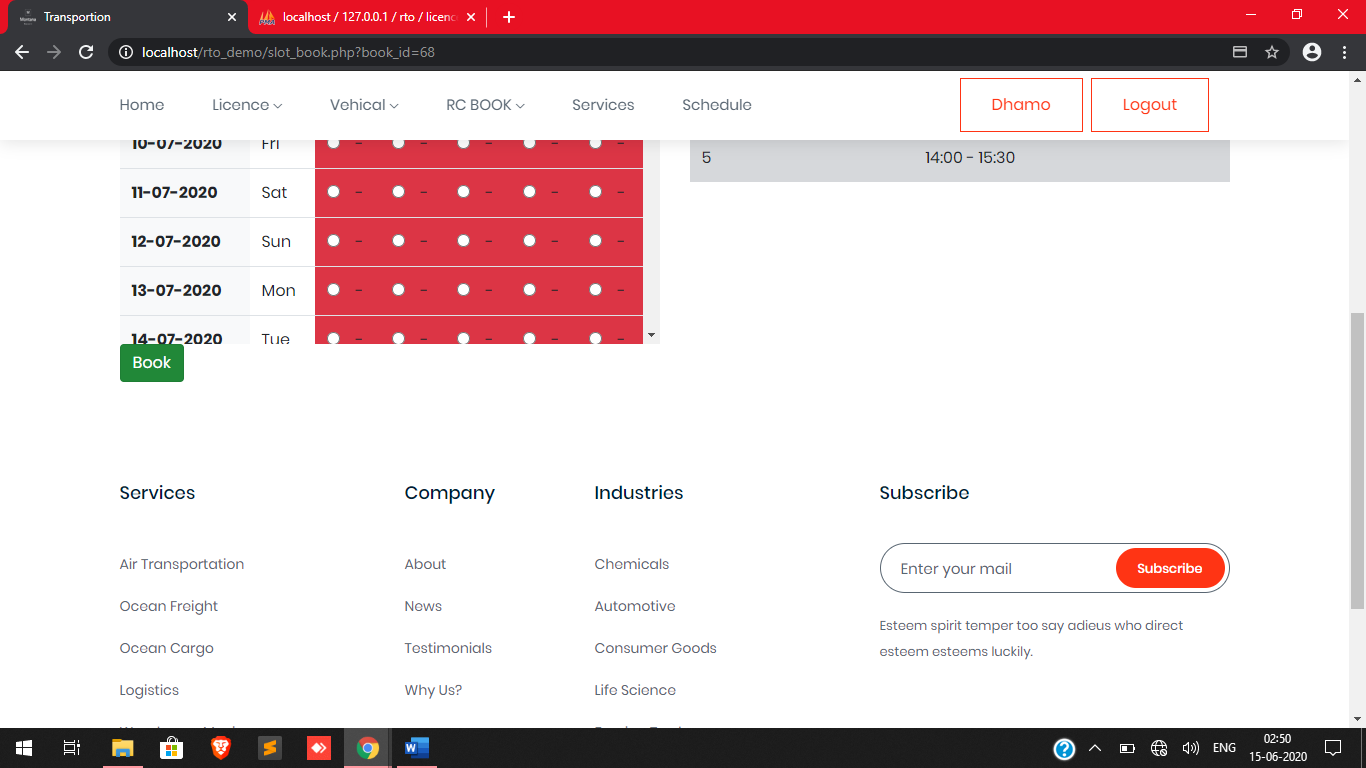 Transportion
localhost / 127.0.0.1 / rto / licenc
localhost/rto_demo/slot_book.php?book_id=68
Home Licence Vehical RC BOOK Services Schedule Dhamo Logout
10-07-2020 Fri - - - - -
5 14:00 - 15:30
11-07-2020 Sat - - - - -
12-07-2020 Sun - - - - -
13-07-2020 Mon - - - - -
14-07-2020 Tue - - - - -
Book
Services Company Industries Subscribe
Air Transportation About Chemicals
Enter your mail Subscribe
Ocean Freight News Automotive
Esteem spirit temper too say adieus who direct
esteem esteems luckily.
Ocean Cargo Testimonials Consumer Goods
Logistics Why Us? Life Science
ENG 02:50
15-06-2020